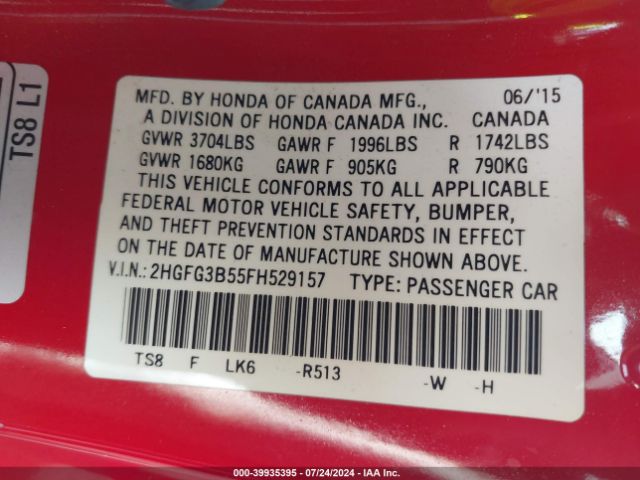 MFD. BY HONDA OF CANADA MFG., 06/'15
A DIVISION OF HONDA CANADA INC. CANADA
GVWR 3704LBS GAWR F 1996LBS R 1742LBS
GVWR 1680KG GAWR F 905KG R 790KG
THIS VEHICLE CONFORMS TO ALL APPLICABLE
FEDERAL MOTOR VEHICLE SAFETY, BUMPER,
AND THEFT PREVENTION STANDARDS IN EFFECT
ON THE DATE OF MANUFACTURE SHOWN ABOVE.
V.I.N.: 2HGFG3B55FH529157 TYPE: PASSENGER CAR
TS8 F LK6 -R513 -W -H
TS8 L1
000-39935395 - 07/24/2024 - IAA Inc.